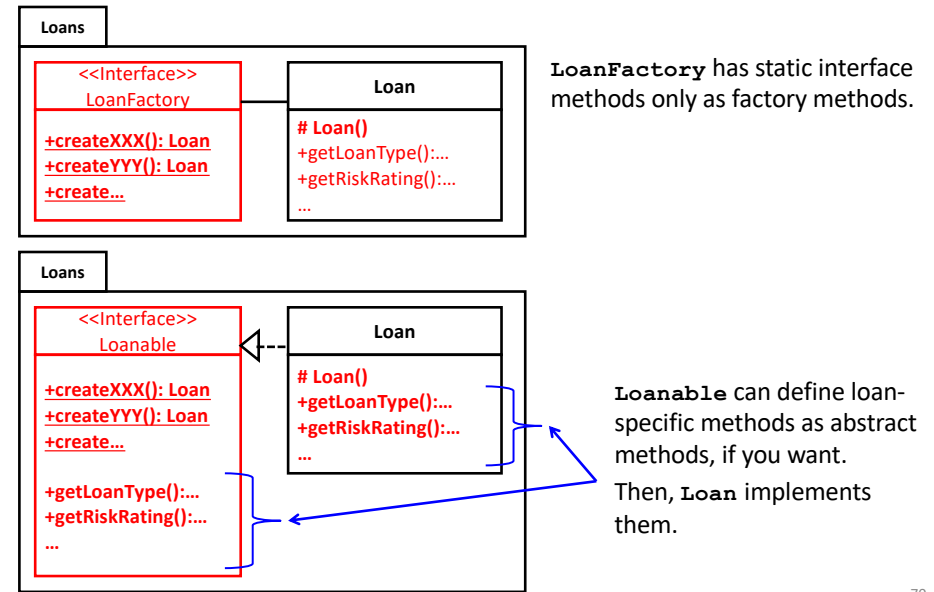 Loans
<<Interface>>
LoanFactory
+createXXX(): Loan
+createYYY(): Loan
+create...
Loan
# Loan()
+getLoanType():...
+getRiskRating():...
...
LoanFactory has static interface
methods only as factory methods.
Loans
<<Interface>>
Loanable
+createXXX(): Loan
+createYYY(): Loan
+create...
+getLoanType():...
+getRiskRating():...
...
Loan
# Loan()
+getLoanType():...
+getRiskRating():...
...
Loanable can define loan-
specific methods as abstract
methods, if you want.
Then, Loan implements
them.